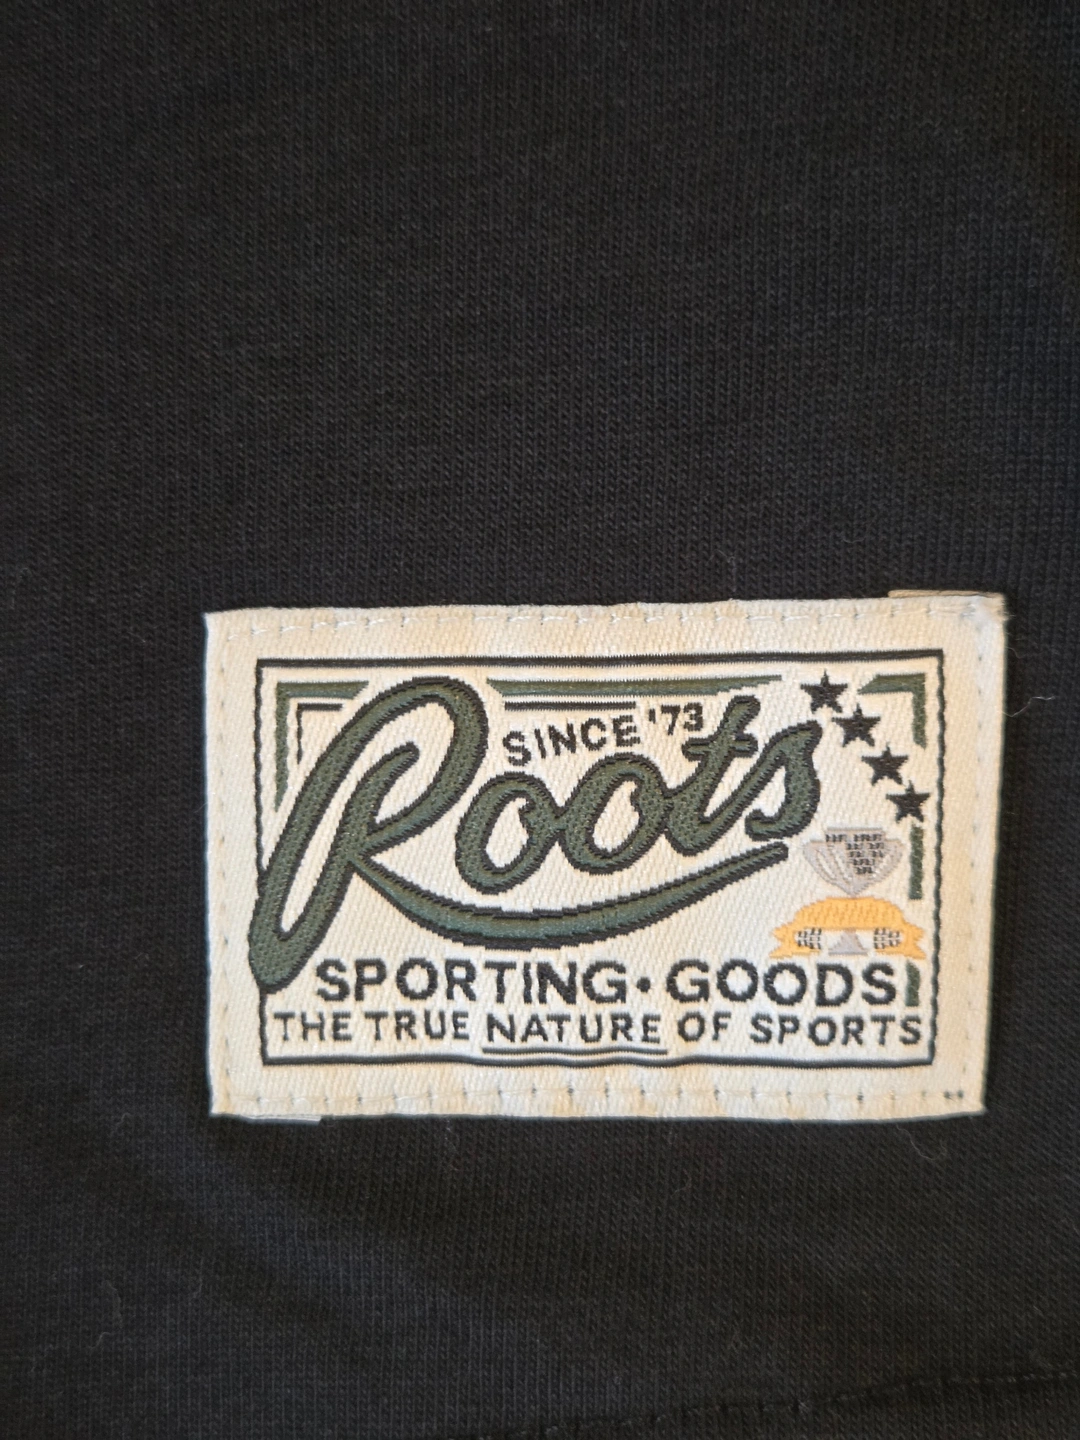 SINCE '73
Roots
SPORTING • GOODS
THE TRUE NATURE OF SPORTS